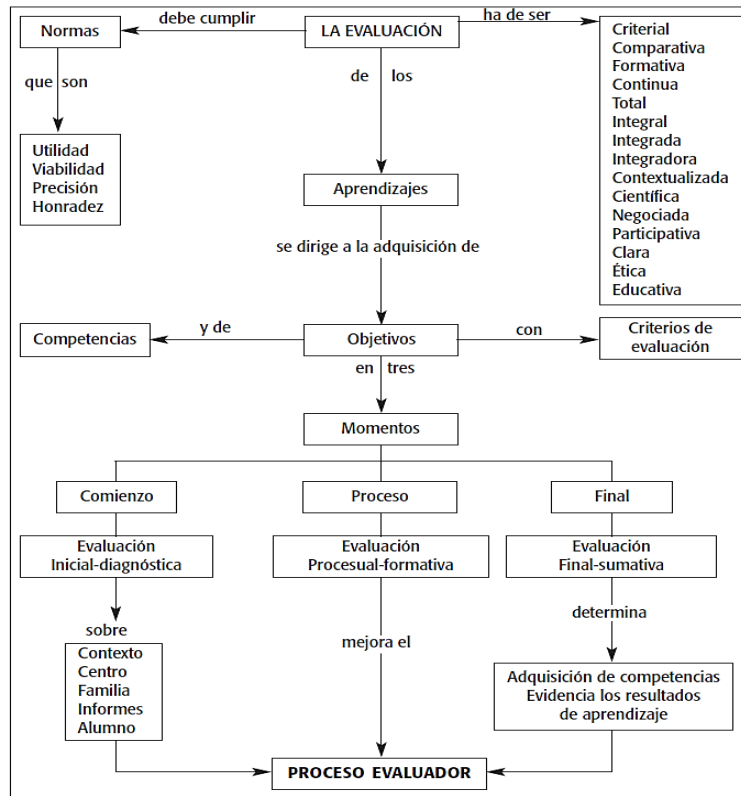 Normas
debe cumplir
LA EVALUACIÓN
ha de ser
Criterial
Comparativa
Formativa
Continua
Total
Integral
Integrada
Integradora
Contextualizada
Científica
Negociada
Participativa
Clara
Ética
Educativa
que son
Utilidad
Viabilidad
Precisión
Honradez
de los
Aprendizajes
se dirige a la adquisición de
Competencias
y de
Objetivos
con
Criterios de
evaluación
en tres
Momentos
Comienzo
Proceso
Final
Evaluación
Inicial-diagnóstica
Evaluación
Procesual-formativa
Evaluación
Final-sumativa
sobre
mejora el
determina
Contexto
Centro
Familia
Informes
Alumno
Adquisición de competencias
Evidencia los resultados
de aprendizaje
PROCESO EVALUADOR